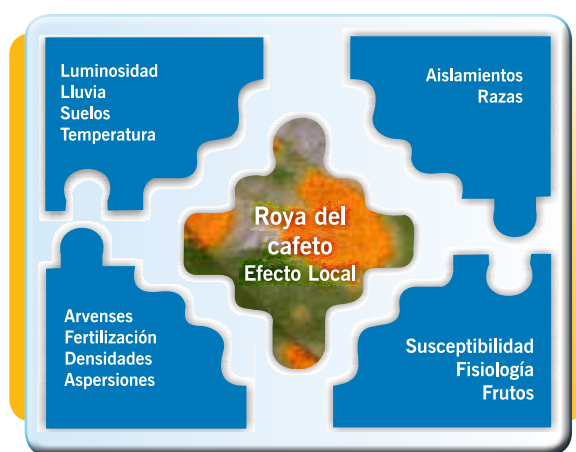 Luminosidad
Lluvia
Suelos
Temperatura
Aislamientos
Razas
Roya del
cafeto
Efecto Local
Arvenses
Fertilización
Densidades
Aspersiones
Susceptibilidad
Fisiología
Frutos